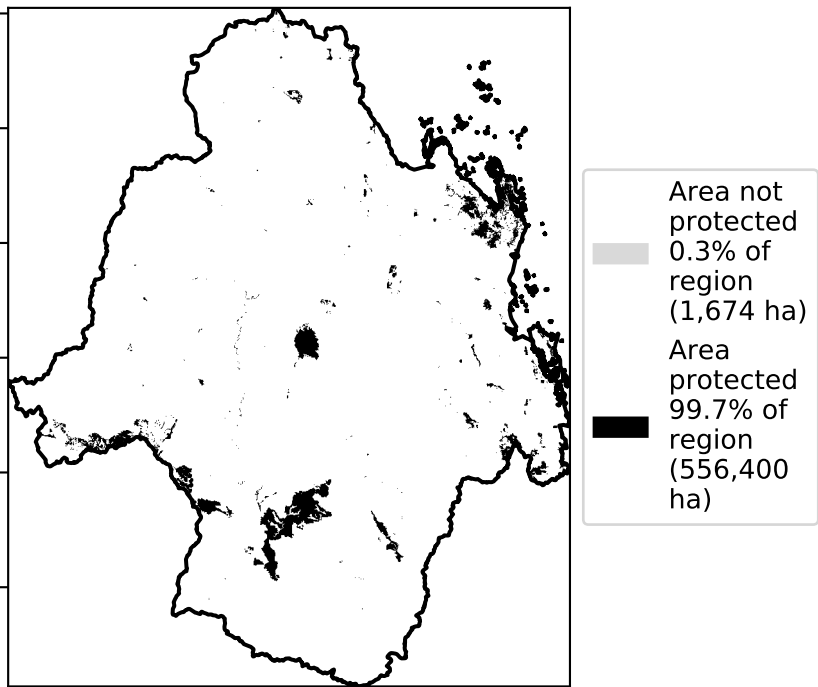 Area not
protected
0.3% of
region
(1,674 ha)
Area
protected
99.7% of
region
(556,400
ha)